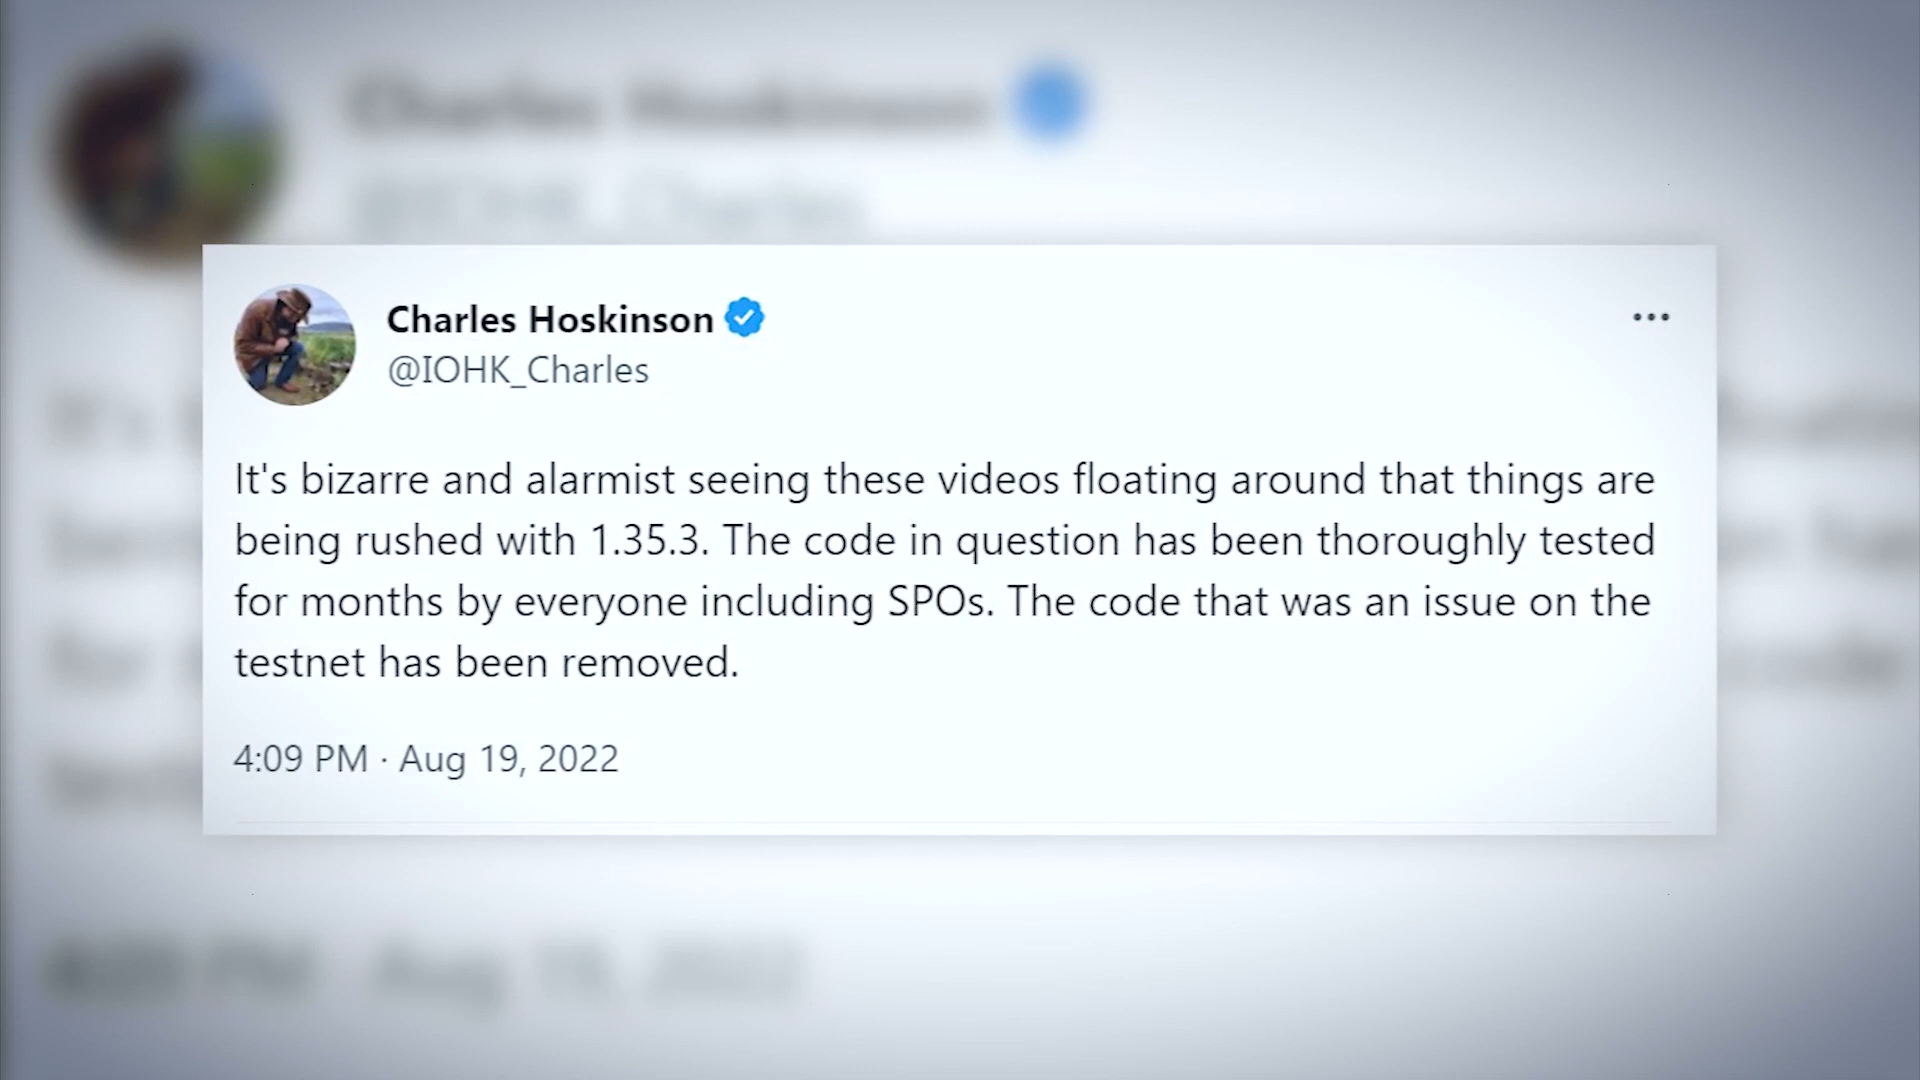 Charles Hoskinson
@IOHK_Charles
It's bizarre and alarmist seeing these videos floating around that things are
being rushed with 1.35.3. The code in question has been thoroughly tested
for months by everyone including SPOs. The code that was an issue on the
testnet has been removed.
4:09 PM · Aug 19, 2022